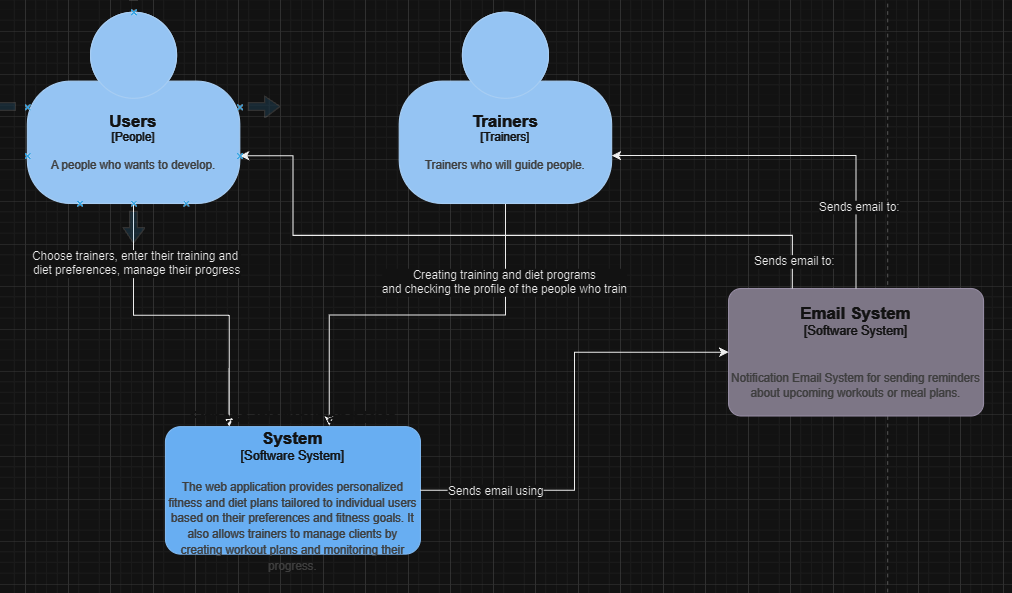 Users
[People]
A people who wants to develop.
Trainers
[Trainers]
Trainers who will guide people.
Sends email to:
Choose trainers, enter their training and
diet preferences, manage their progress
Sends email to:
Creating training and diet programs
and checking the profile of the people who train
Email System
[Software System]
Notification Email System for sending reminders
about upcoming workouts or meal plans.
System
[Software System]
The web application provides personalized
fitness and diet plans tailored to individual users
based on their preferences and fitness goals. It
also allows trainers to manage clients by
creating workout plans and monitoring their
progress.
Sends email using